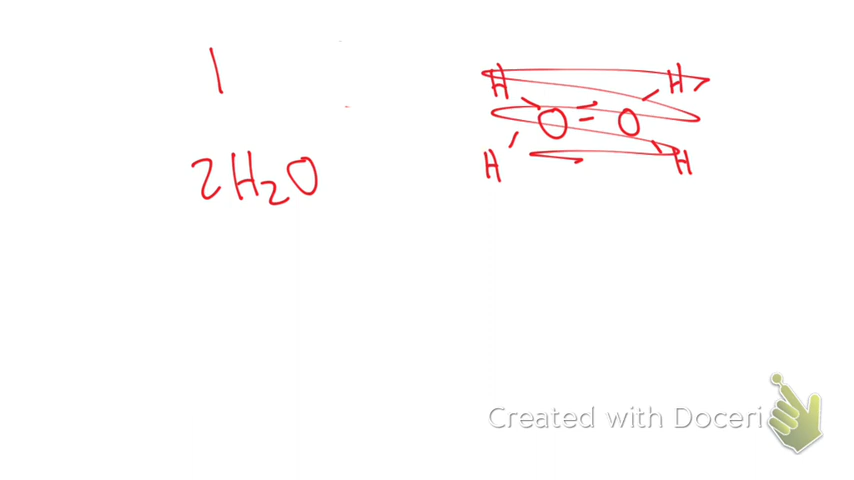 1
H H
O = O
H H
2H₂O
Created with Doceri